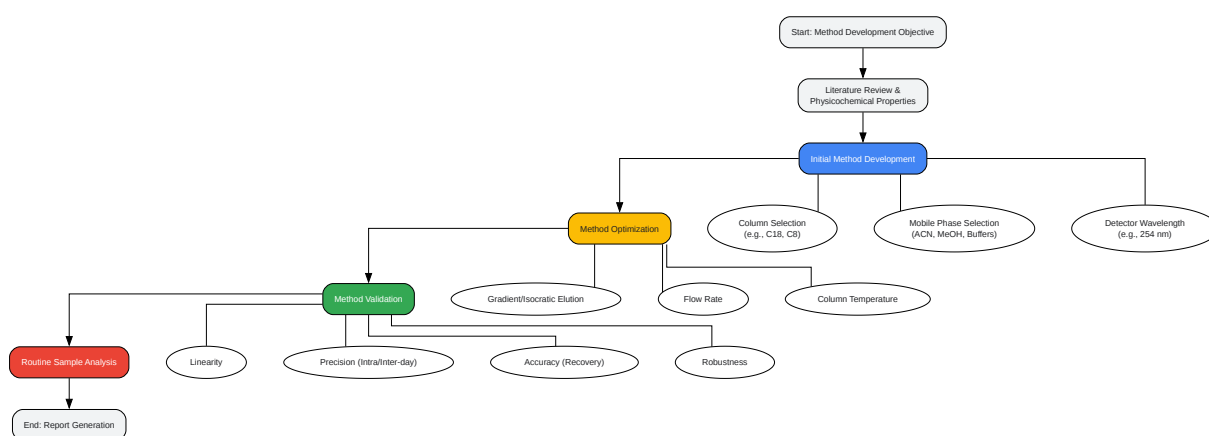 Start: Method Development Objective
Literature Review &
Physicochemical Properties
Initial Method Development
Column Selection
(e.g., C18, C8)
Mobile Phase Selection
(ACN, MeOH, Buffers)
Detector Wavelength
(e.g., 254 nm)
Method Optimization
Gradient/Isocratic Elution
Flow Rate
Column Temperature
Method Validation
Linearity
Precision (Intra/Inter-day)
Accuracy (Recovery)
Robustness
Routine Sample Analysis
End: Report Generation